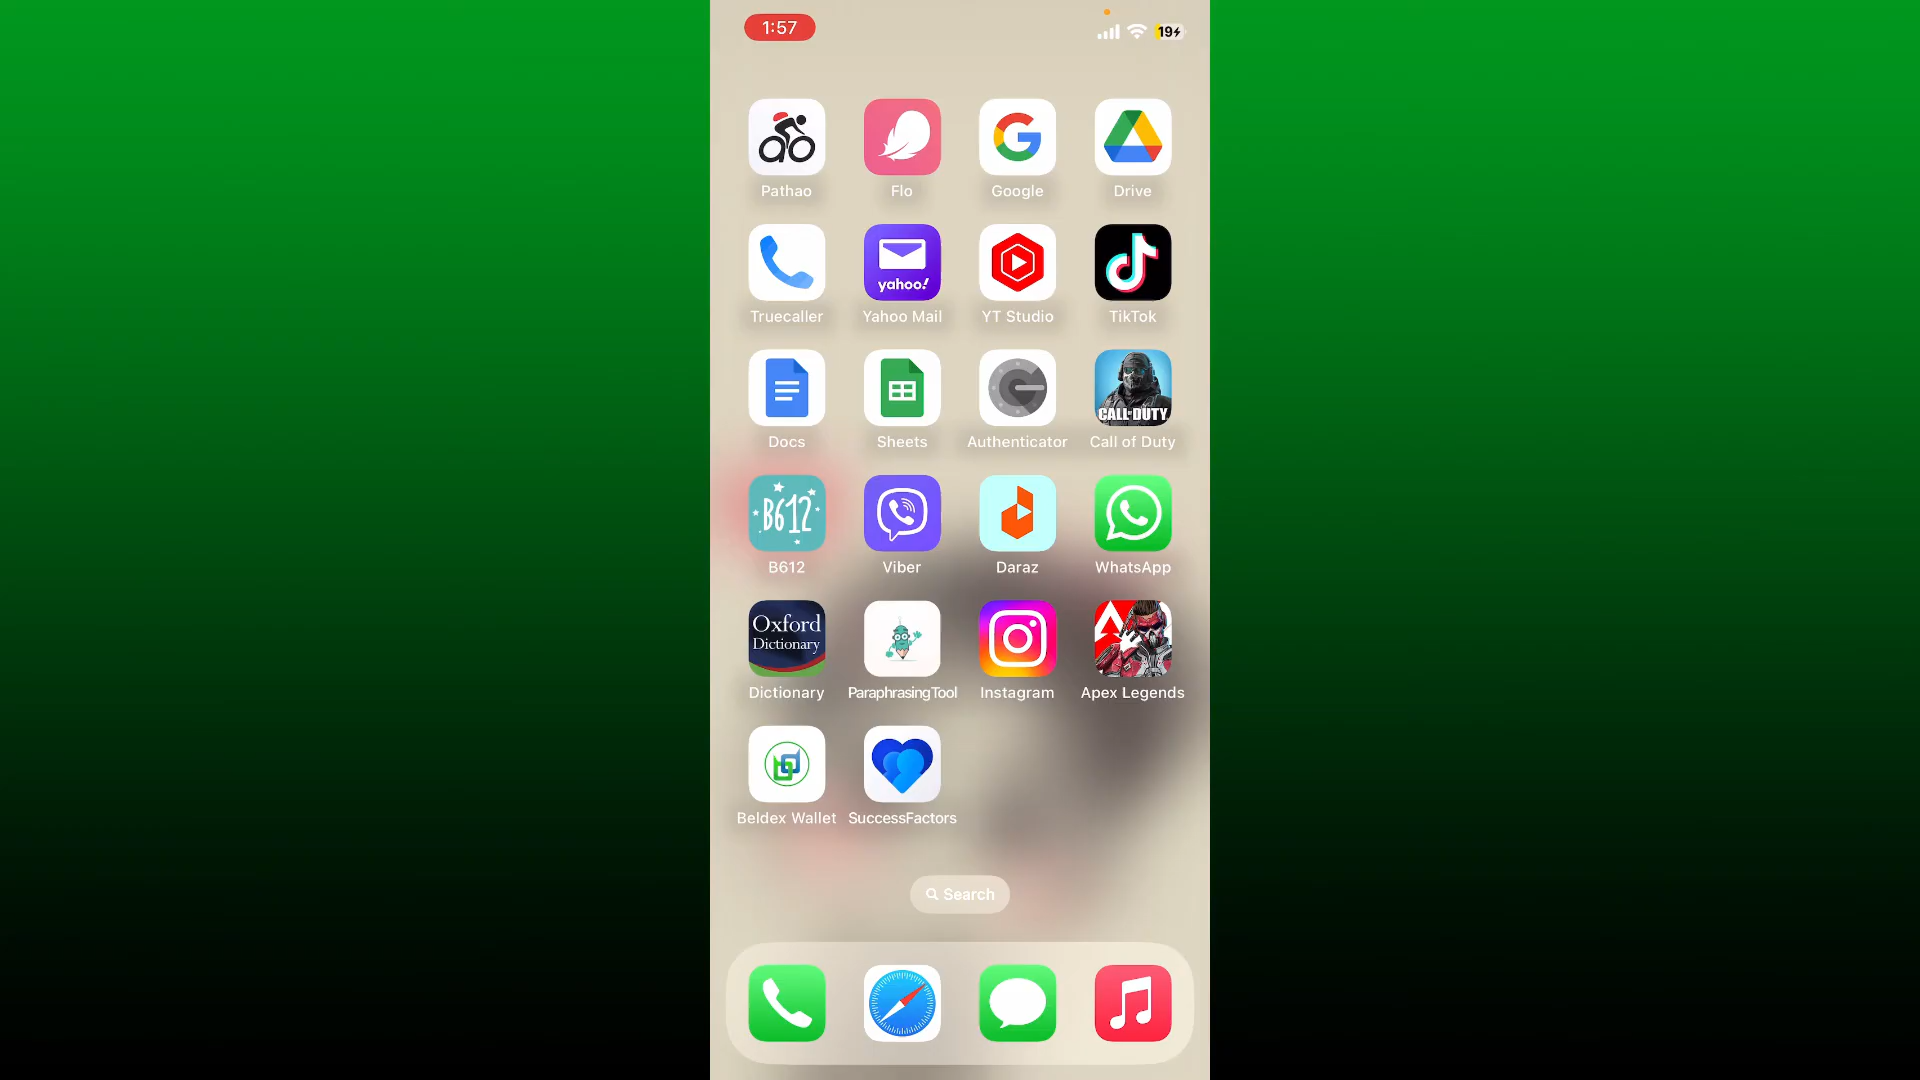 1:57
19
Pathao Flo Google Drive
yahoo!
Truecaller Yahoo Mail YT Studio TikTok
CALL OF DUTY
Docs Sheets Authenticator Call of Duty
B612
B612 Viber Daraz WhatsApp
Oxford
Dictionary
Dictionary ParaphrasingTool Instagram Apex Legends
Beldex Wallet SuccessFactors
Search